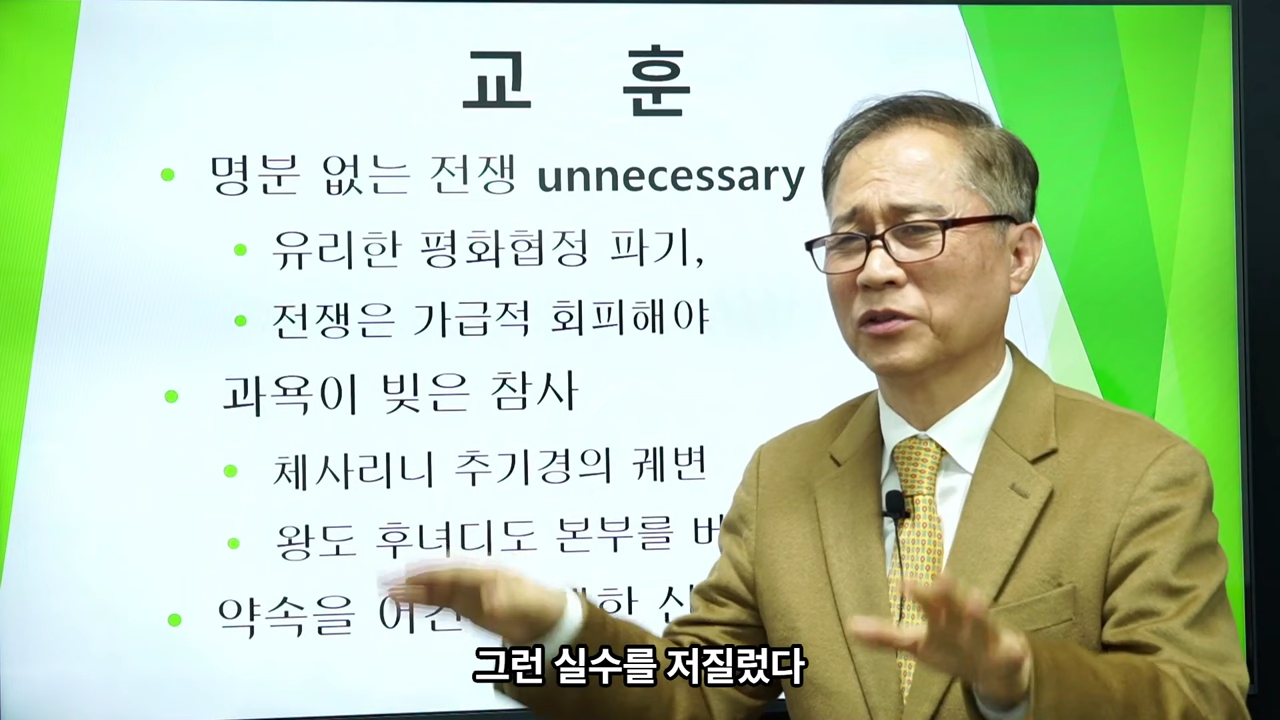 교 훈
명분 없는 전쟁 unnecessary
유리한 평화협정 파기,
전쟁은 가급적 회피해야
과욕이 빚은 참사
체사리니 추기경의 궤변
왕도 후녀디도 본부를
약속을
그런 실수를 저질렀다